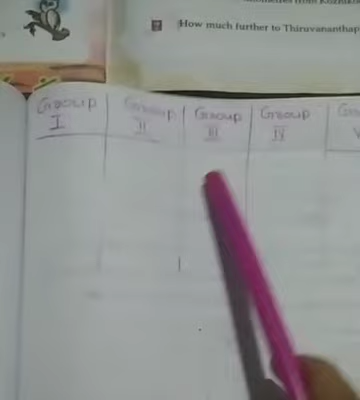 How much further to Thiruvananthap
Group Group Group Group
I II III IV V